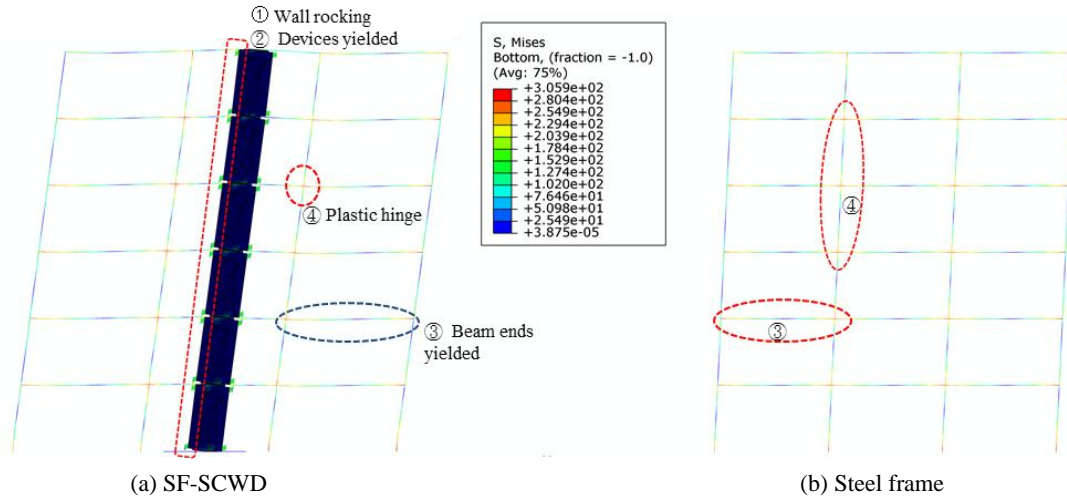 ① Wall rocking
② Devices yielded
④ Plastic hinge
③ Beam ends
yielded
S, Mises
Bottom, (fraction = -1.0)
(Avg: 75%)
+3.059e+02
+2.804e+02
+2.549e+02
+2.294e+02
+2.039e+02
+1.784e+02
+1.529e+02
+1.274e+02
+1.020e+02
+7.646e+01
+5.098e+01
+2.549e+01
+3.875e-05
④
③
(a) SF-SCWD
(b) Steel frame